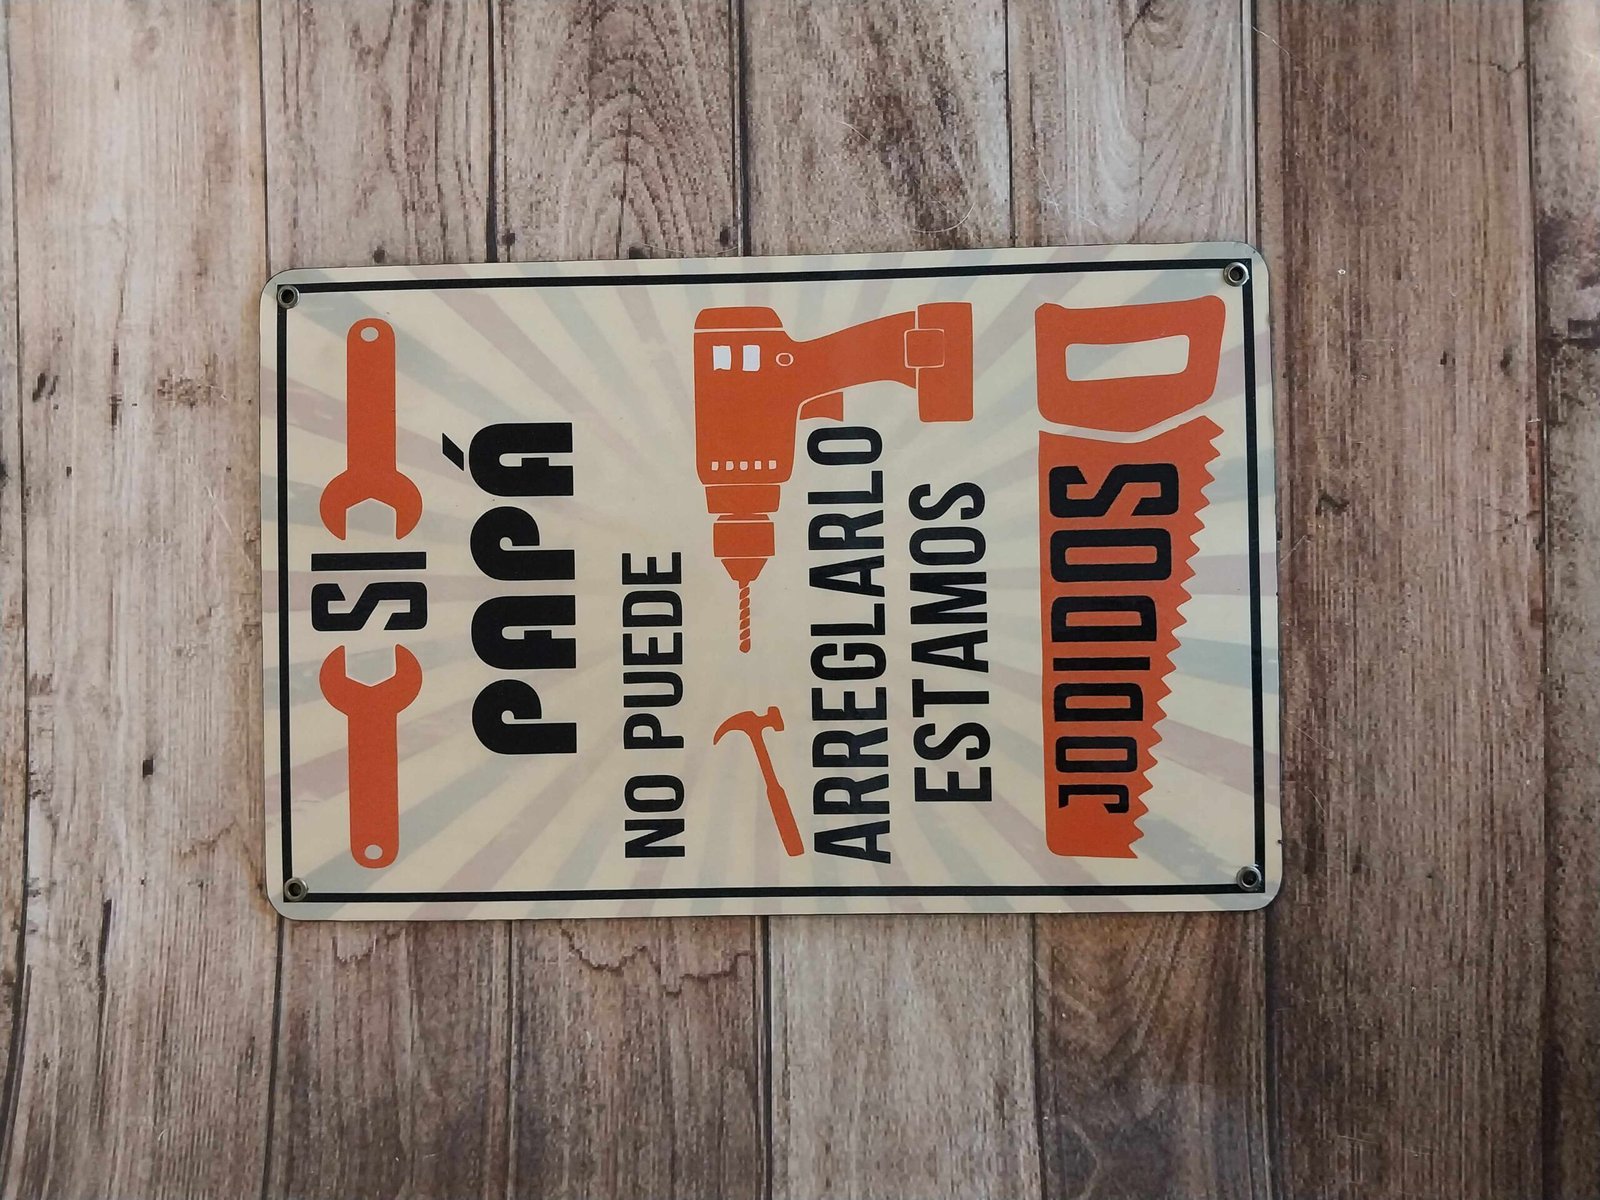 SI
PAPÁ
NO PUEDE
ARREGLARLO
ESTAMOS
JODIDOS